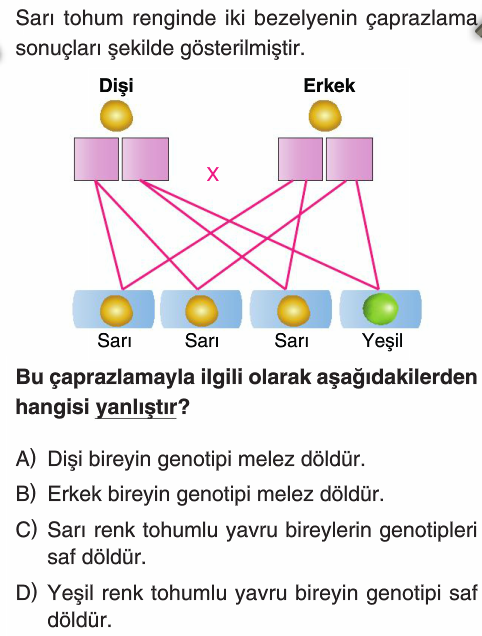 Sarı tohum renginde iki bezelyenin çaprazlama
sonuçları şekilde gösterilmiştir.
Dişi Erkek
X
Sarı Sarı Sarı Yeşil
Bu çaprazlamayla ilgili olarak aşağıdakilerden
hangisi yanlıştır?
A) Dişi bireyin genotipi melez döldür.
B) Erkek bireyin genotipi melez döldür.
C) Sarı renk tohumlu yavru bireylerin genotipleri
saf döldür.
D) Yeşil renk tohumlu yavru bireyin genotipi saf
döldür.